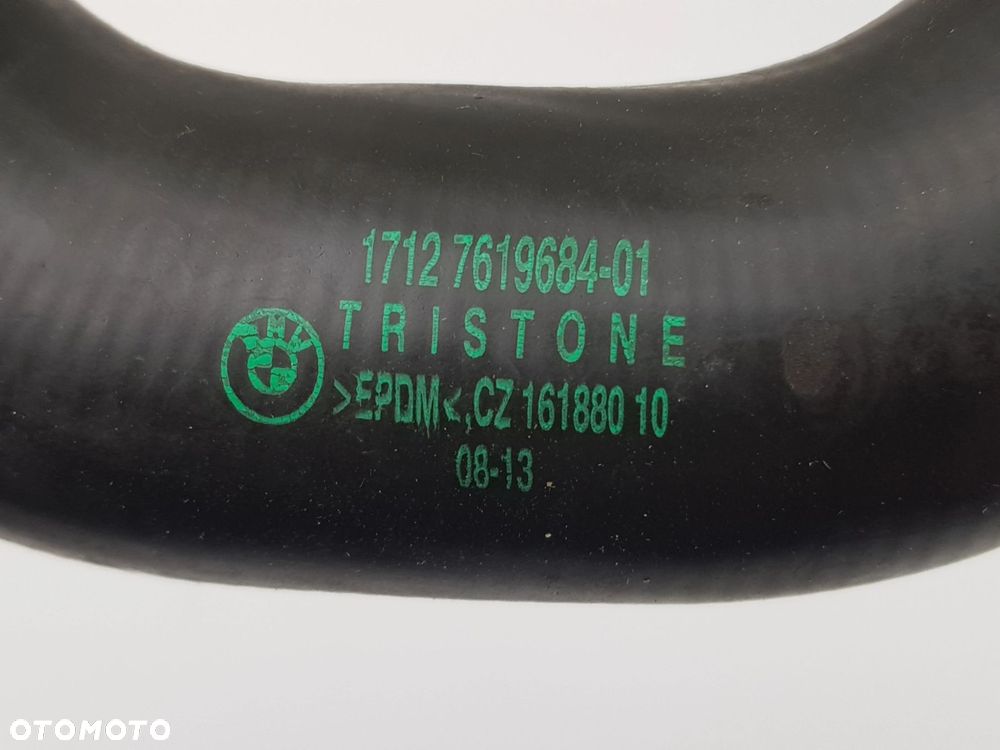 1712 7619684-01
TRISTONE
>EPDM<,CZ 161880 10
08-13
OTOMOTO